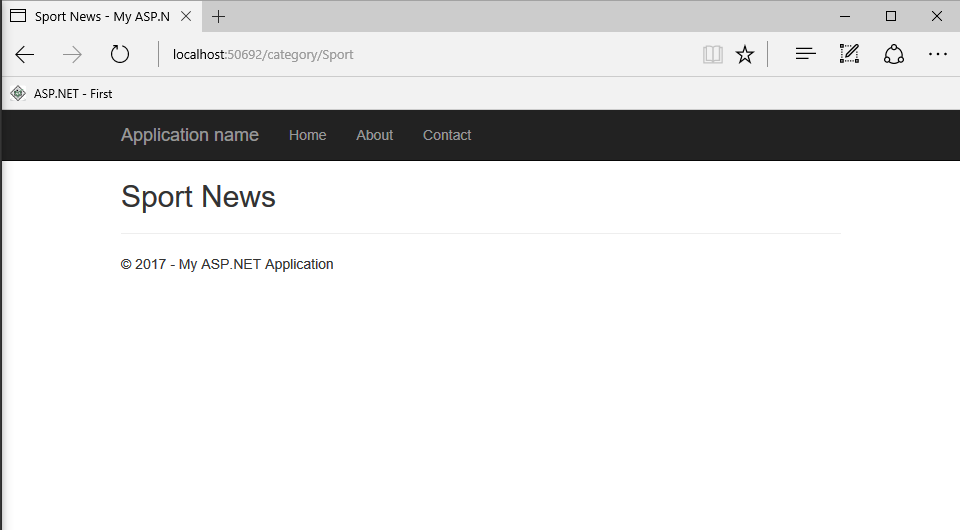 Sport News - My ASP.N
localhost:50692/category/Sport
ASP.NET - First
Application name Home About Contact
Sport News
© 2017 - My ASP.NET Application